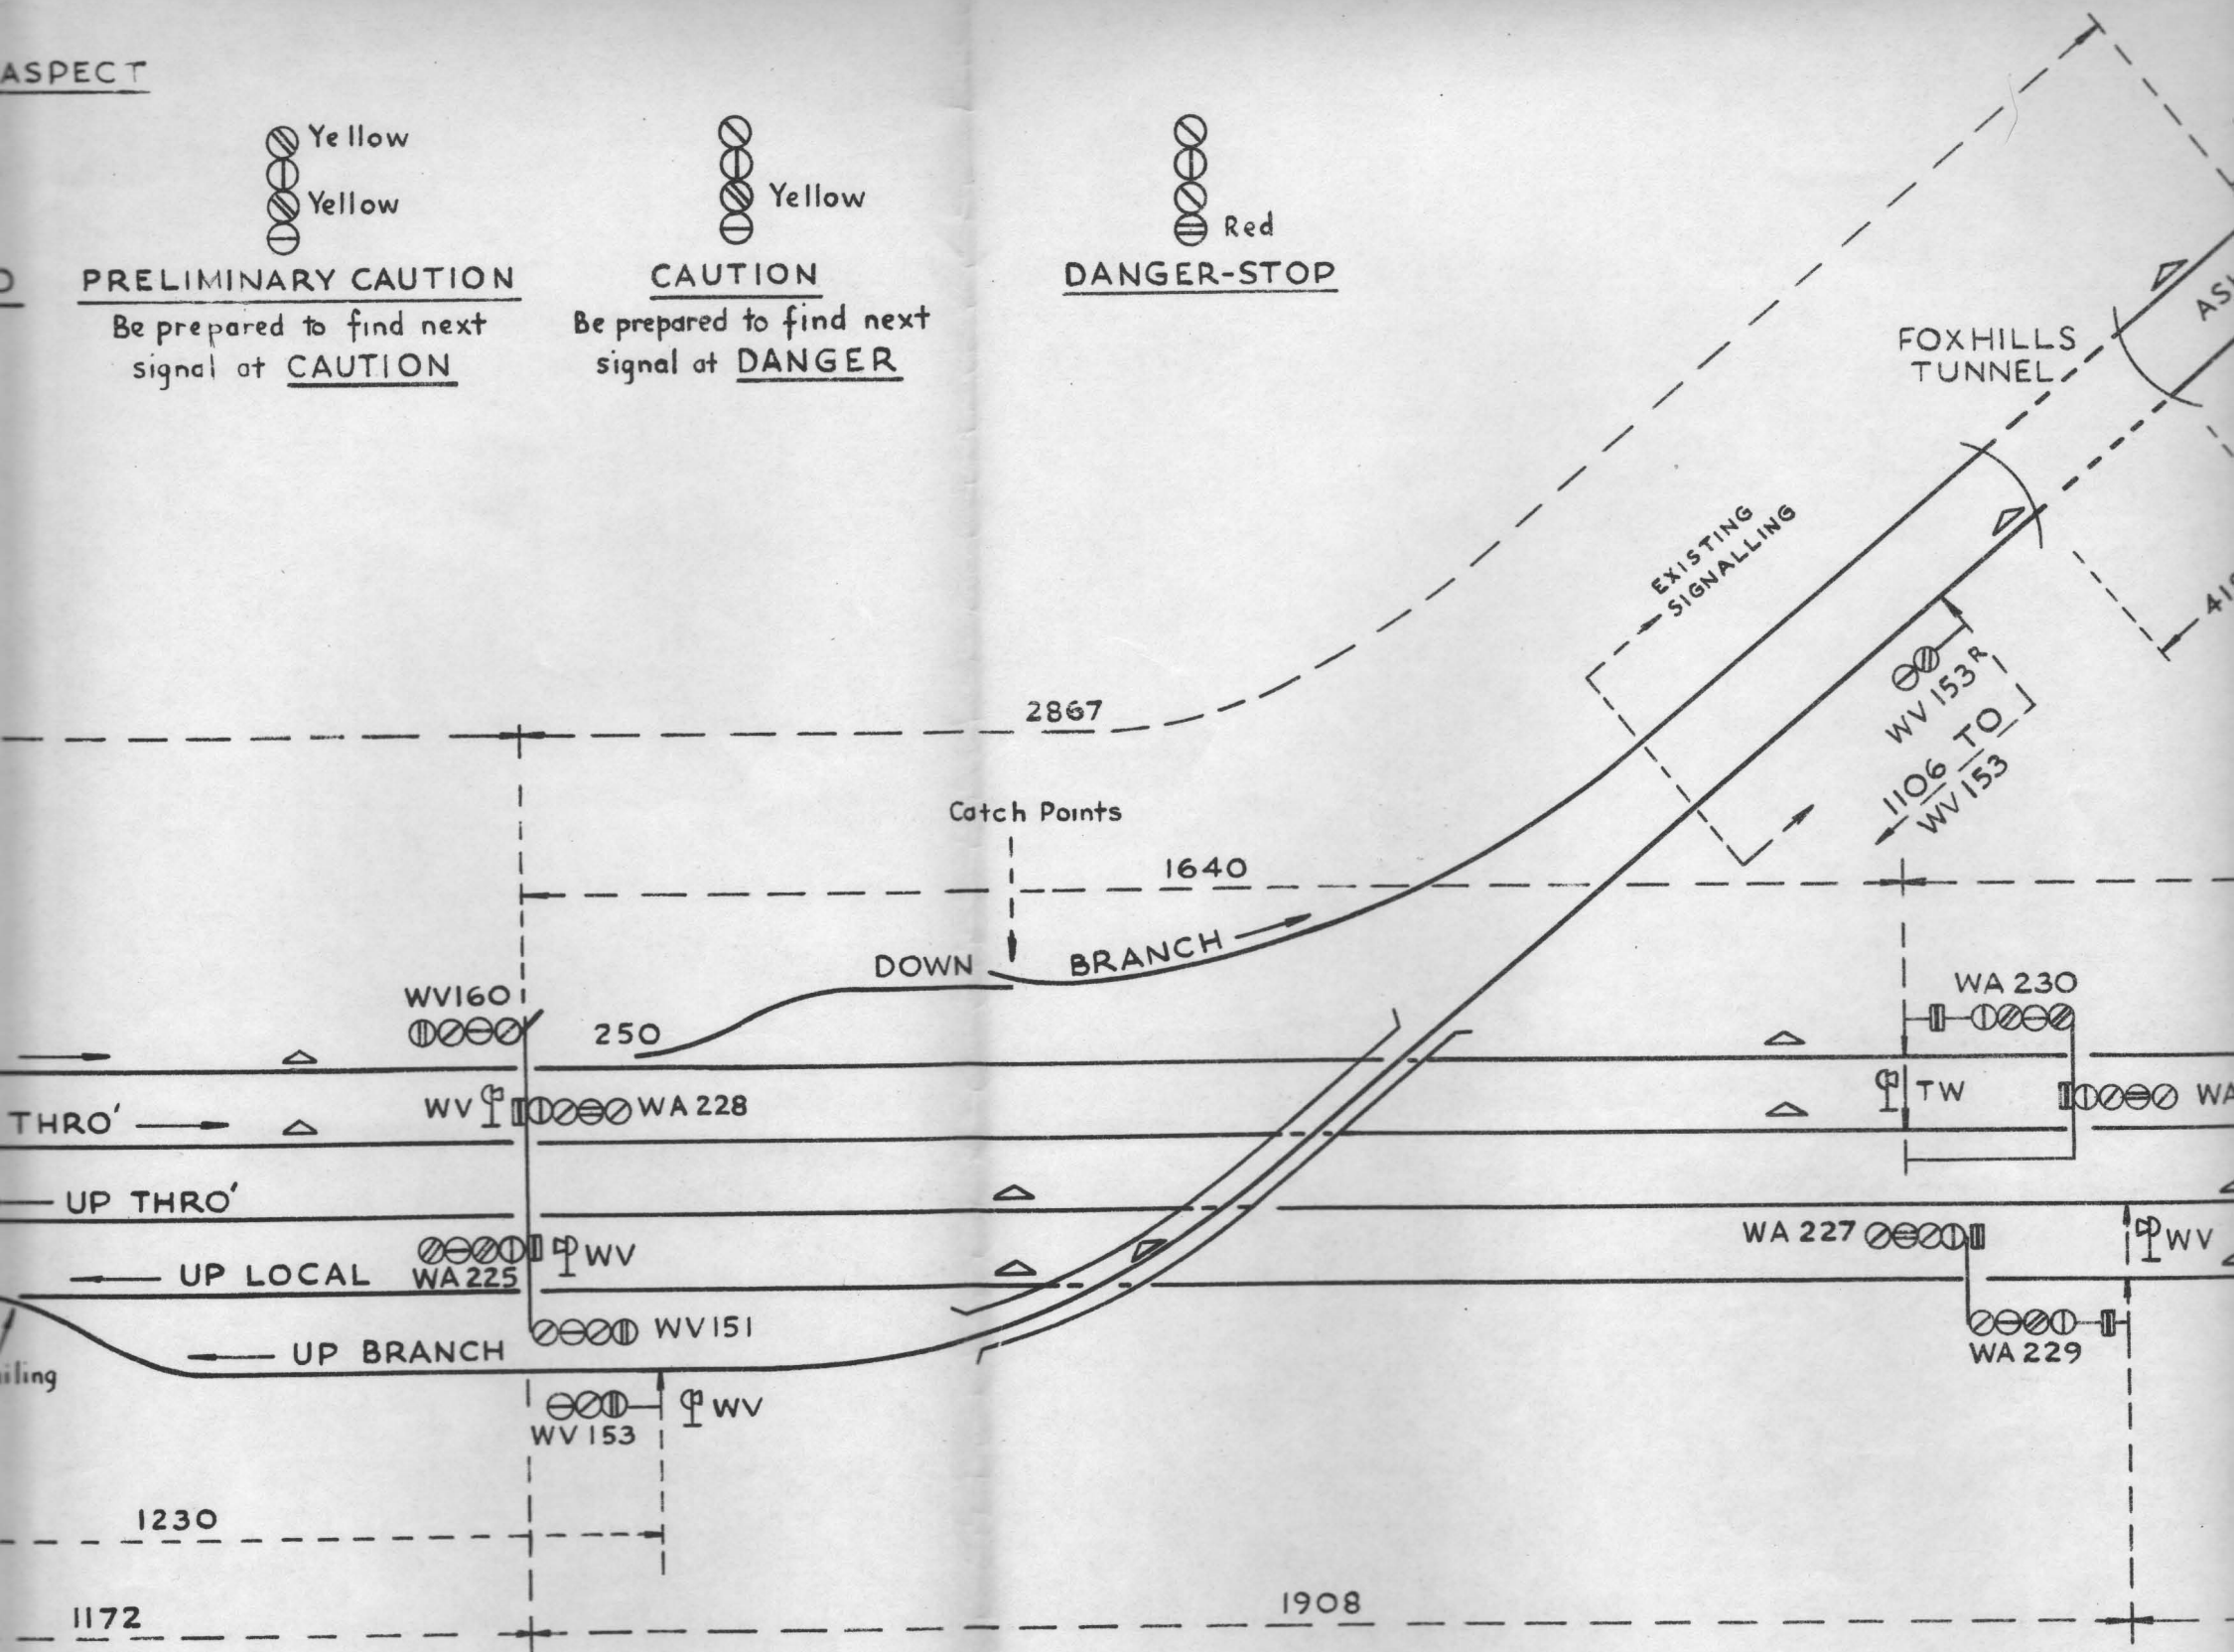 ASPECT
Yellow
Yellow
PRELIMINARY CAUTION
Be prepared to find next
signal at CAUTION
Yellow
CAUTION
Be prepared to find next
signal at DANGER
Red
DANGER-STOP
FOXHILLS
TUNNEL
EXISTING
SIGNALLING
WV 153R
1106 TO
WV 153
2867
Catch Points
1640
DOWN BRANCH
WV160
250
WA 230
WV
WA 228
TW
WA
THRO'
UP THRO'
WA 227
WV
WV
UP LOCAL
WA 225
WV151
WA 229
UP BRANCH
WV
WV 153
1230
1172
1908